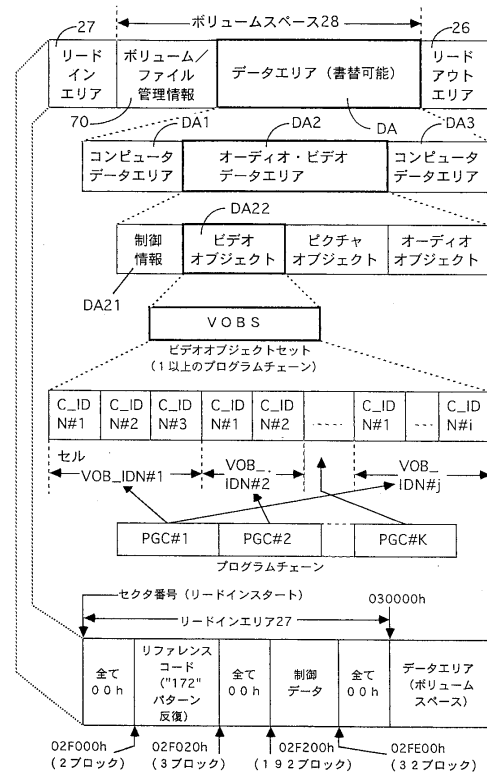 ボリュームスペース28
27
26
リード
イン
エリア
ボリューム／
ファイル
管理情報
データエリア（書替可能）
リード
アウト
エリア
70
DA1
DA2
DA
DA3
コンピュータ
データエリア
オーディオ・ビデオ
データエリア
コンピュータ
データエリア
DA22
制御
情報
ビデオ
オブジェクト
ピクチャ
オブジェクト
オーディオ
オブジェクト
DA21
VOBS
ビデオオブジェクトセット
（1以上のプログラムチェーン）
C_ID
N#1
C_ID
N#2
C_ID
N#3
C_ID
N#1
C_ID
N#2
.....
C_ID
N#1
....
C_ID
N#i
セル
VOB_IDN#1
VOB_
IDN#2
VOB_
IDN#j
PGC#1
PGC#2
PGC#K
プログラムチェーン
セクタ番号（リードインスタート）
030000h
リードインエリア27
全て
００h
リファレンス
コード
("172"
パターン
反復)
全て
００h
制御
データ
全て
００h
データエリア
（ボリューム
スペース）
02F000h
(２ブロック)
02F020h
(３ブロック)
02F200h
(１９２ブロック)
02FE00h
(３２ブロック)